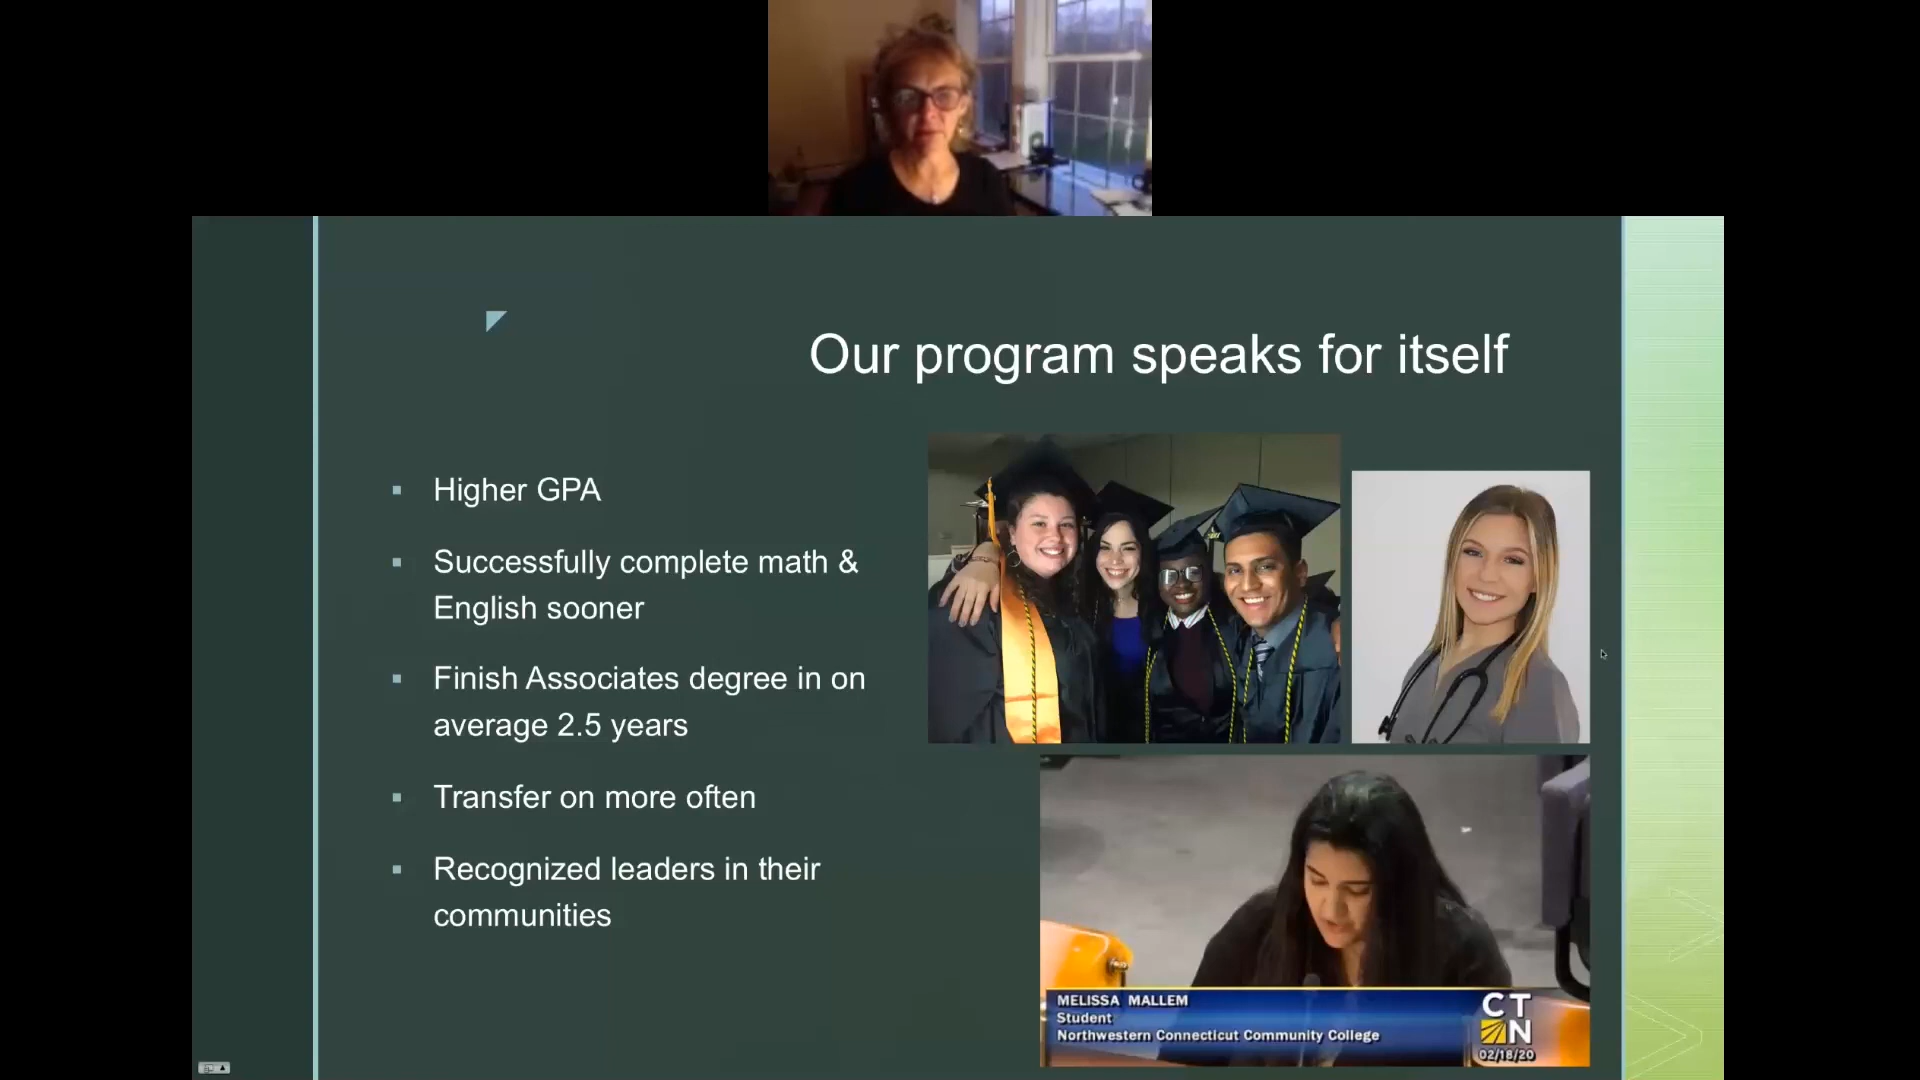 Our program speaks for itself
Higher GPA
Successfully complete math &
English sooner
Finish Associates degree in on
average 2.5 years
Transfer on more often
Recognized leaders in their
communities
MELISSA MALLEM
Student
Northwestern Connecticut Community College
CT
N
02/18/20